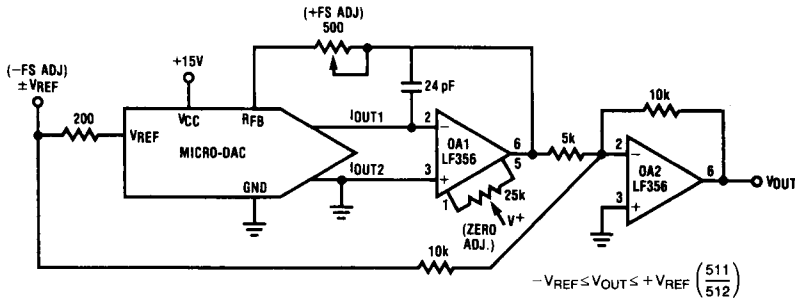 (+FS ADJ)
500
+15V
(−FS ADJ)
±VREF
24 pF
10k
200
VCC
RFB
IOUT1
2
−
6
5k
2
−
VREF
MICRO-DAC
OA1
LF356
OA2
LF356
6
VOUT
IOUT2
3
+
5
3
+
GND
1
25k
V+
(ZERO
ADJ.)
10k
−VREF ≤ VOUT ≤ +VREF (511/512)